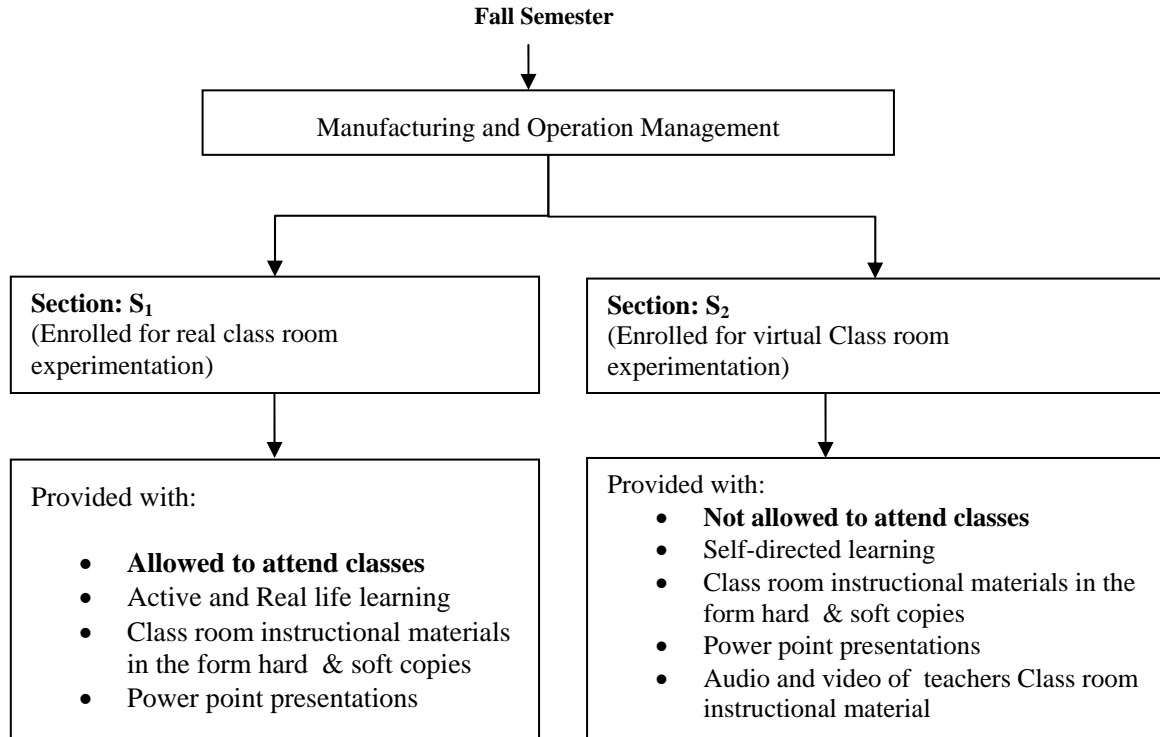 Fall Semester
Manufacturing and Operation Management
Section: S₁
(Enrolled for real class room
experimentation)
Section: S₂
(Enrolled for virtual Class room
experimentation)
Provided with:
• Allowed to attend classes
• Active and Real life learning
• Class room instructional materials
in the form hard & soft copies
• Power point presentations
Provided with:
• Not allowed to attend classes
• Self-directed learning
• Class room instructional materials in the
form hard & soft copies
• Power point presentations
• Audio and video of teachers Class room
instructional material